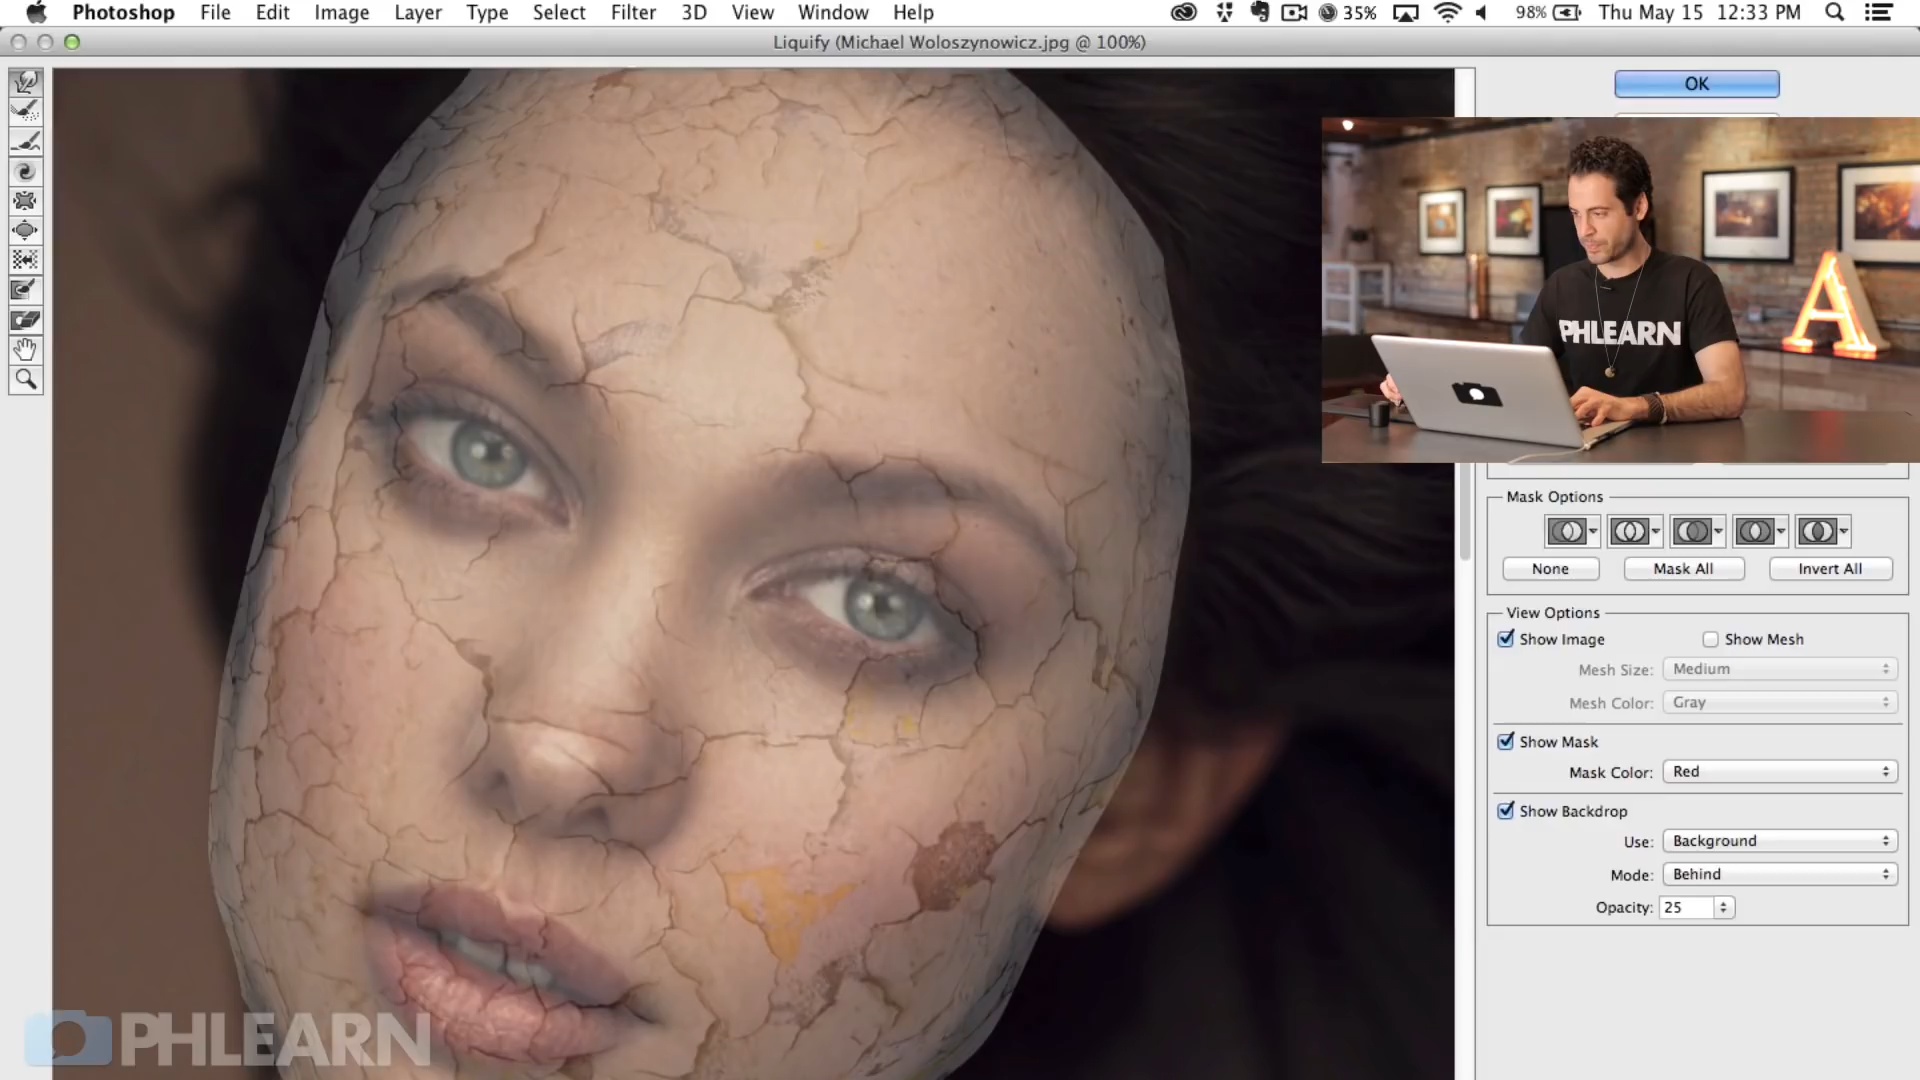 Photoshop File Edit Image Layer Type Select Filter 3D View Window Help 35% 98% Thu May 15 12:33 PM
Liquify (Michael Woloszynowicz.jpg @ 100%)
OK
PHLEARN
A
Mask Options
None Mask All Invert All
View Options
Show Image Show Mesh
Mesh Size: Medium
Mesh Color: Gray
Show Mask
Mask Color: Red
Show Backdrop
Use: Background
Mode: Behind
Opacity: 25
PHLEARN